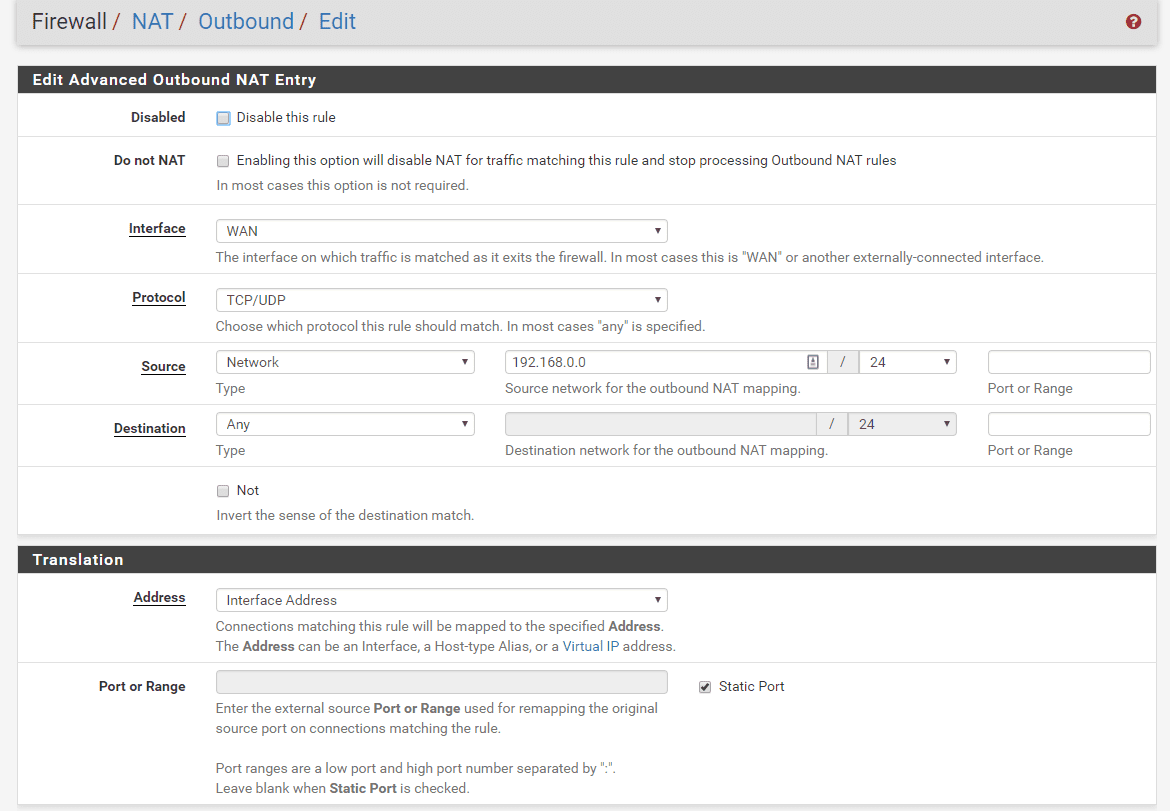 Firewall / NAT / Outbound / Edit
Edit Advanced Outbound NAT Entry
Disabled Disable this rule
Do not NAT Enabling this option will disable NAT for traffic matching this rule and stop processing Outbound NAT rules
In most cases this option is not required.
Interface WAN
The interface on which traffic is matched as it exits the firewall. In most cases this is "WAN" or another externally-connected interface.
Protocol TCP/UDP
Choose which protocol this rule should match. In most cases "any" is specified.
Source Network 192.168.0.0 / 24
Type Source network for the outbound NAT mapping. Port or Range
Destination Any / 24
Type Destination network for the outbound NAT mapping. Port or Range
Not
Invert the sense of the destination match.
Translation
Address Interface Address
Connections matching this rule will be mapped to the specified Address.
The Address can be an Interface, a Host-type Alias, or a Virtual IP address.
Port or Range Static Port
Enter the external source Port or Range used for remapping the original
source port on connections matching the rule.
Port ranges are a low port and high port number separated by ":".
Leave blank when Static Port is checked.